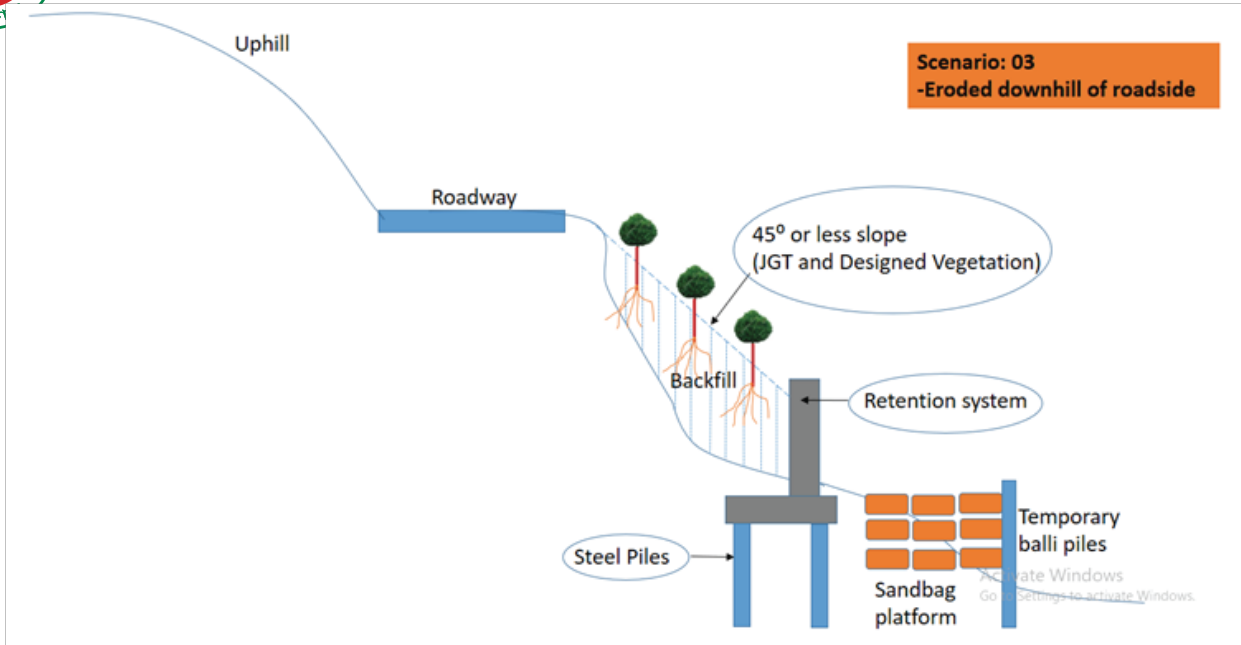 Uphill
Scenario: 03
-Eroded downhill of roadside
Roadway
45⁰ or less slope
(JGT and Designed Vegetation)
Backfill
Retention system
Steel Piles
Temporary
balli piles
Sandbag
platform
Activate Windows
Go to Settings to activate Windows.